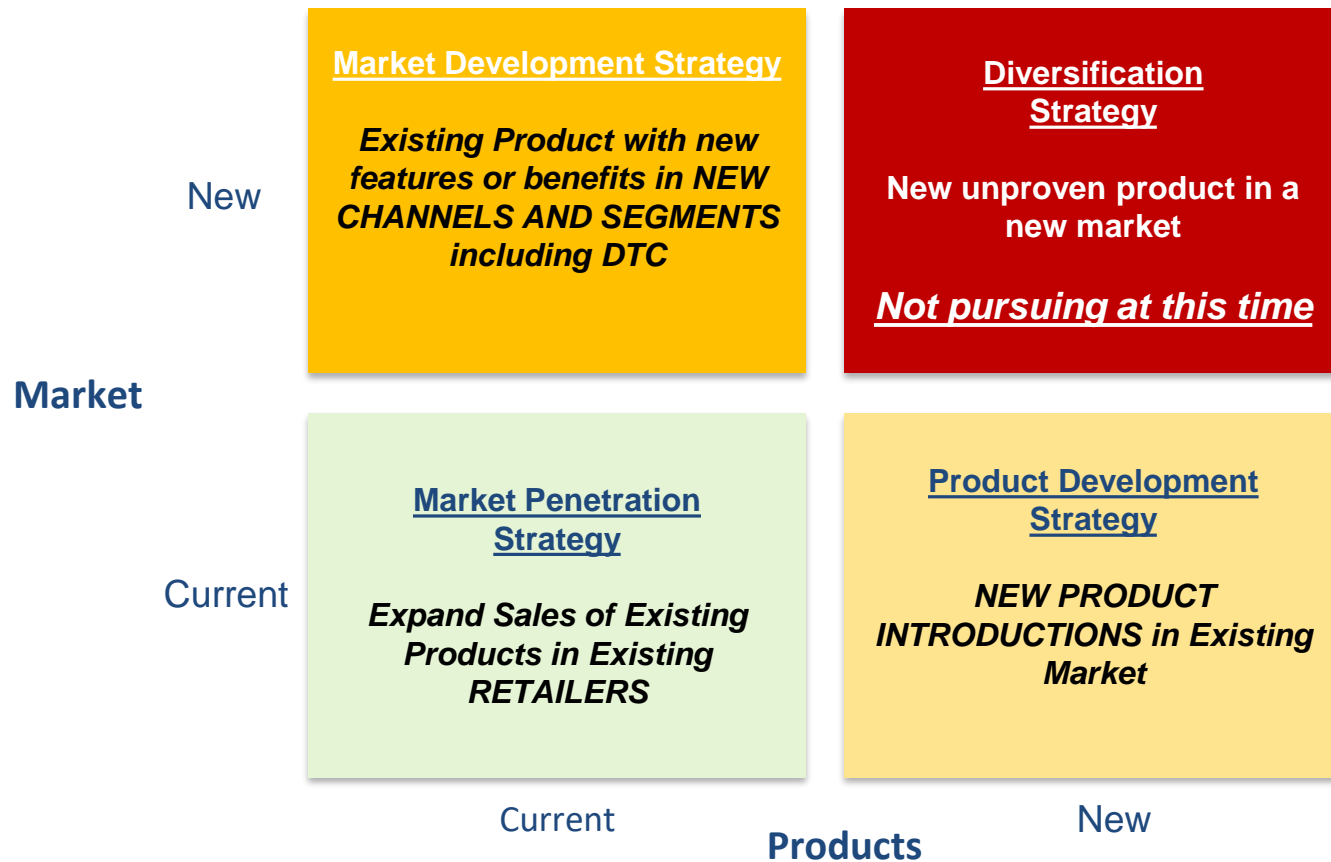 Market Development Strategy
Existing Product with new
features or benefits in NEW
CHANNELS AND SEGMENTS
including DTC
Diversification
Strategy
New unproven product in a
new market
Not pursuing at this time
New
Market
Market Penetration
Strategy
Expand Sales of Existing
Products in Existing
RETAILERS
Product Development
Strategy
NEW PRODUCT
INTRODUCTIONS in Existing
Market
Current
Current
New
Products